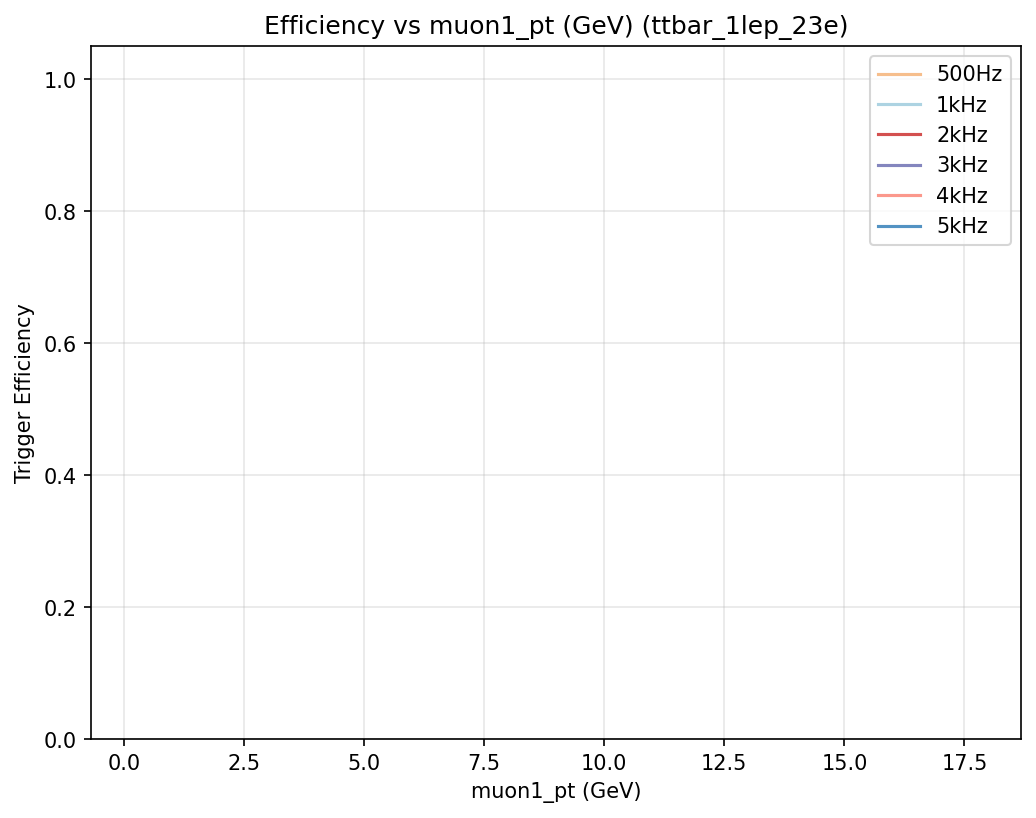 Efficiency vs muon1_pt (GeV) (ttbar_1lep_23e)
500Hz
1kHz
2kHz
3kHz
4kHz
5kHz
Trigger Efficiency
1.0
0.8
0.6
0.4
0.2
0.0
0.0 2.5 5.0 7.5 10.0 12.5 15.0 17.5
muon1_pt (GeV)